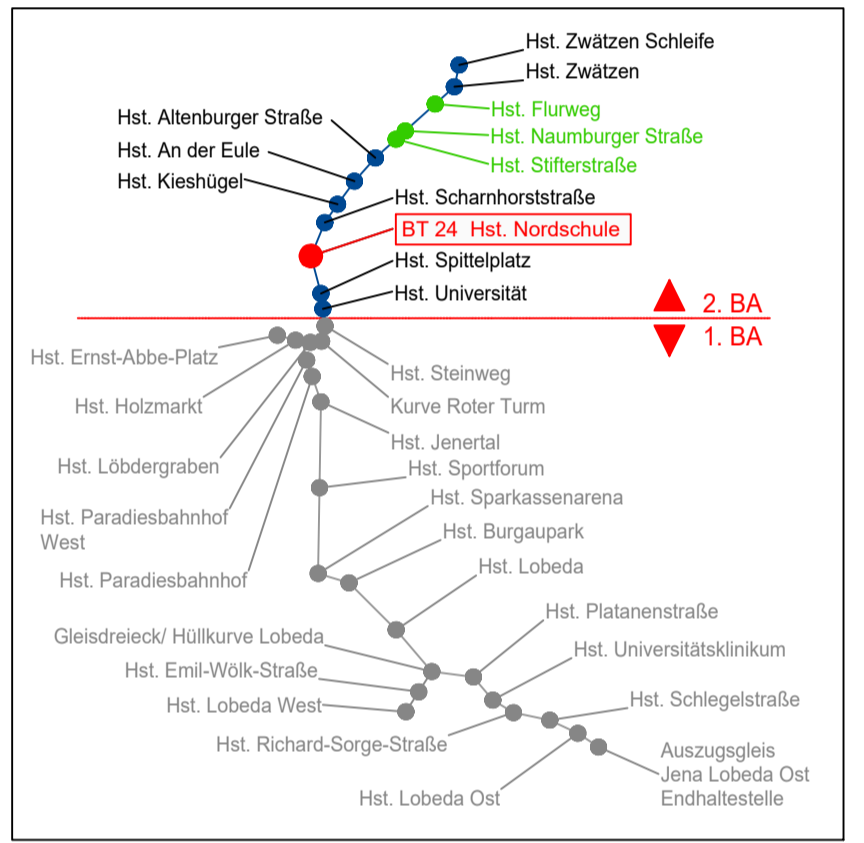 Hst. Zwätzen Schleife
Hst. Zwätzen
Hst. Flurweg
Hst. Altenburger Straße
Hst. Naumburger Straße
Hst. An der Eule
Hst. Stifterstraße
Hst. Kieshügel
Hst. Scharnhorststraße
BT 24 Hst. Nordschule
Hst. Spittelplatz
Hst. Universität
2. BA
1. BA
Hst. Ernst-Abbe-Platz
Hst. Steinweg
Hst. Holzmarkt
Kurve Roter Turm
Hst. Jenertal
Hst. Löbdergraben
Hst. Sportforum
Hst. Sparkassenarena
Hst. Paradiesbahnhof
West
Hst. Burgaupark
Hst. Lobeda
Hst. Paradiesbahnhof
Hst. Platanenstraße
Gleisdreieck/ Hüllkurve Lobeda
Hst. Universitätsklinikum
Hst. Emil-Wölk-Straße
Hst. Schlegelstraße
Hst. Lobeda West
Hst. Richard-Sorge-Straße
Auszugsgleis
Jena Lobeda Ost
Endhaltestelle
Hst. Lobeda Ost